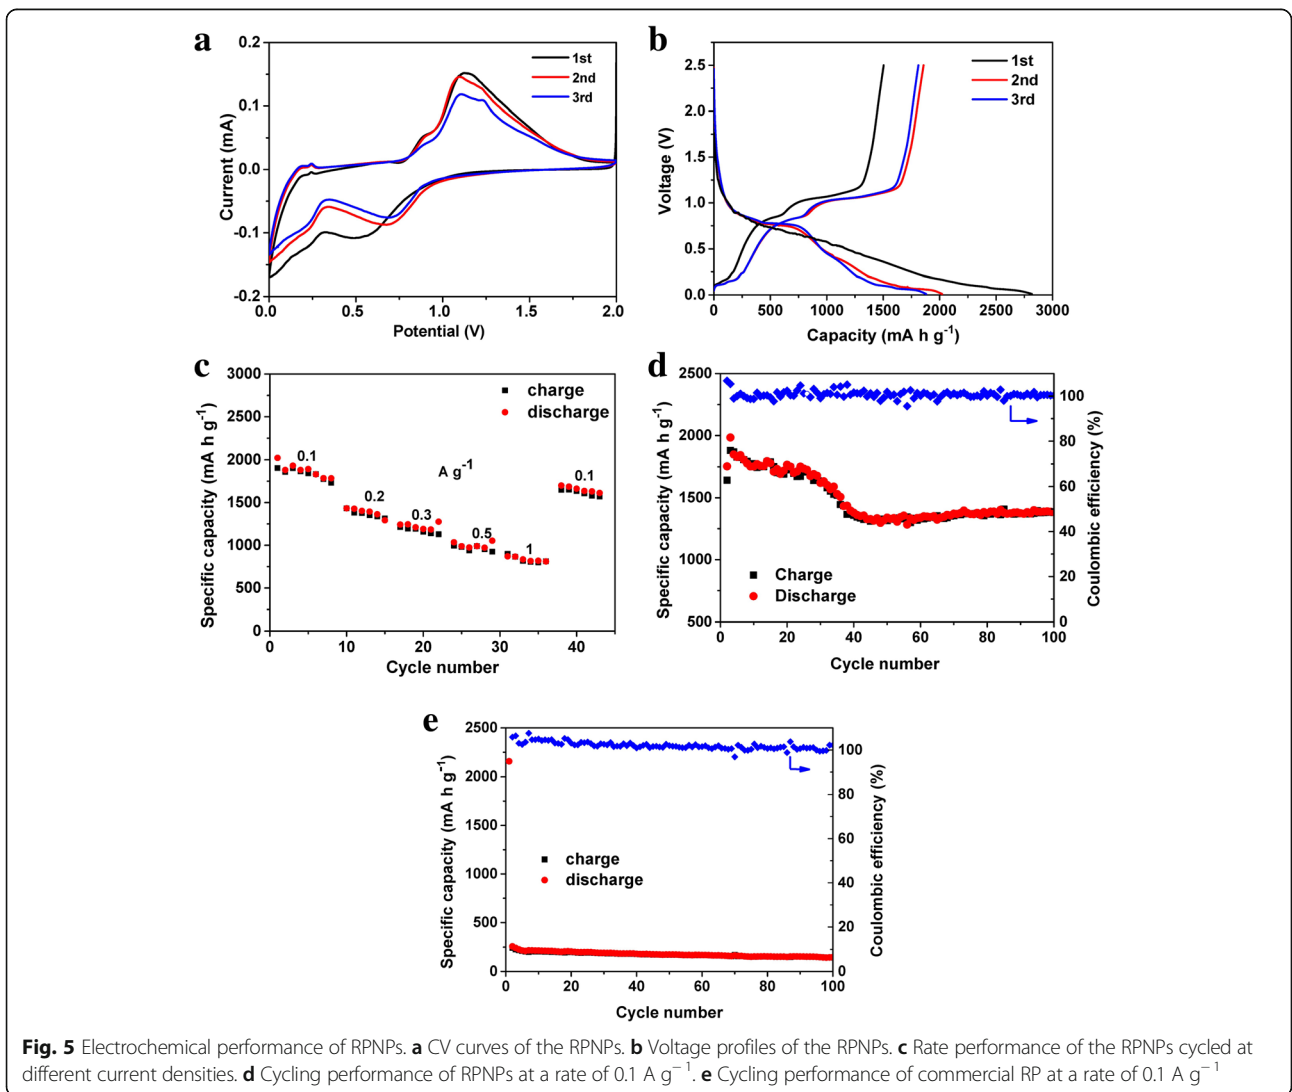 a
1st
2nd
3rd
Current (mA)
0.2
0.1
0.0
-0.1
-0.2
0.0 0.5 1.0 1.5 2.0
Potential (V)
b
1st
2nd
3rd
Voltage (V)
2.5
2.0
1.5
1.0
0.5
0.0
0 500 1000 1500 2000 2500 3000
Capacity (mA h g⁻¹)
c
charge
discharge
Specific capacity (mA h g⁻¹)
3000
2500
2000
1500
1000
500
0
0.1
0.2
0.3
0.5
1
0.1
A g⁻¹
0 10 20 30 40
Cycle number
d
Specific capacity (mA h g⁻¹)
2500
2000
1500
1000
500
Charge
Discharge
100
80
60
40
20
0
Coulombic efficiency (%)
0 20 40 60 80 100
Cycle number
e
Specific capacity (mA h g⁻¹)
2500
2500
2000
1500
1000
500
0
charge
discharge
100
80
60
40
20
0
Coulombic efficiency (%)
0 20 40 60 80 100
Cycle number
Fig. 5 Electrochemical performance of RPNPs. a CV curves of the RPNPs. b Voltage profiles of the RPNPs. c Rate performance of the RPNPs cycled at
different current densities. d Cycling performance of RPNPs at a rate of 0.1 A g⁻¹. e Cycling performance of commercial RP at a rate of 0.1 A g⁻¹